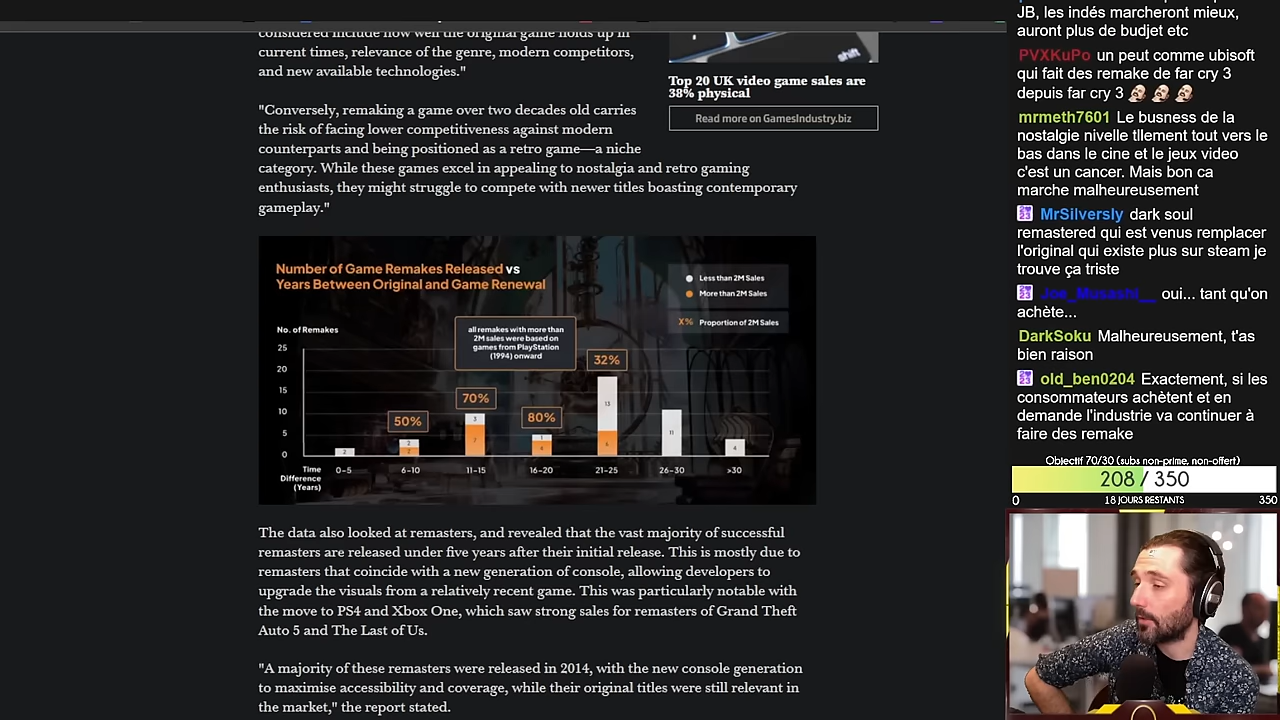 considered include how well the original game holds up in
current times, relevance of the genre, modern competitors,
and new available technologies."
"Conversely, remaking a game over two decades old carries
the risk of facing lower competitiveness against modern
counterparts and being positioned as a retro game—a niche
category. While these games excel in appealing to nostalgia and retro gaming
enthusiasts, they might struggle to compete with newer titles boasting contemporary
gameplay."
shift
Top 20 UK video game sales are
38% physical
Read more on GamesIndustry.biz
Number of Game Remakes Released vs
Years Between Original and Game Renewal
Less than 2M Sales
More than 2M Sales
X% Proportion of 2M Sales
No. of Remakes
all remakes with more than
2M sales were based on
games from PlayStation
(1994) onward
25
20
15
10
5
0
50%
70%
80%
32%
2
2
2
3
7
1
4
13
6
11
4
Time
Difference
(Years)
0-5
6-10
11-15
16-20
21-25
26-30
>30
The data also looked at remasters, and revealed that the vast majority of successful
remasters are released under five years after their initial release. This is mostly due to
remasters that coincide with a new generation of console, allowing developers to
upgrade the visuals from a relatively recent game. This was particularly notable with
the move to PS4 and Xbox One, which saw strong sales for remasters of Grand Theft
Auto 5 and The Last of Us.
"A majority of these remasters were released in 2014, with the new console generation
to maximise accessibility and coverage, while their original titles were still relevant in
the market," the report stated.
JB, les indés marcheront mieux,
auront plus de budjet etc
PVXKuPo un peut comme ubisoft
qui fait des remake de far cry 3
depuis far cry 3
mrmeth7601 Le busness de la
nostalgie nivelle tllement tout vers le
bas dans le cine et le jeux video
c'est un cancer. Mais bon ca
marche malheureusement
MrSilversly dark soul
remastered qui est venus remplacer
l'original qui existe plus sur steam je
trouve ça triste
Joe_Musashi__ oui... tant qu'on
achète...
DarkSoku Malheureusement, t'as
bien raison
old_ben0204 Exactement, si les
consommateurs achètent et en
demande l'industrie va continuer à
faire des remake
Objectif 70/30 (subs non-prime, non-offert)
208 / 350
0
18 JOURS RESTANTS
350